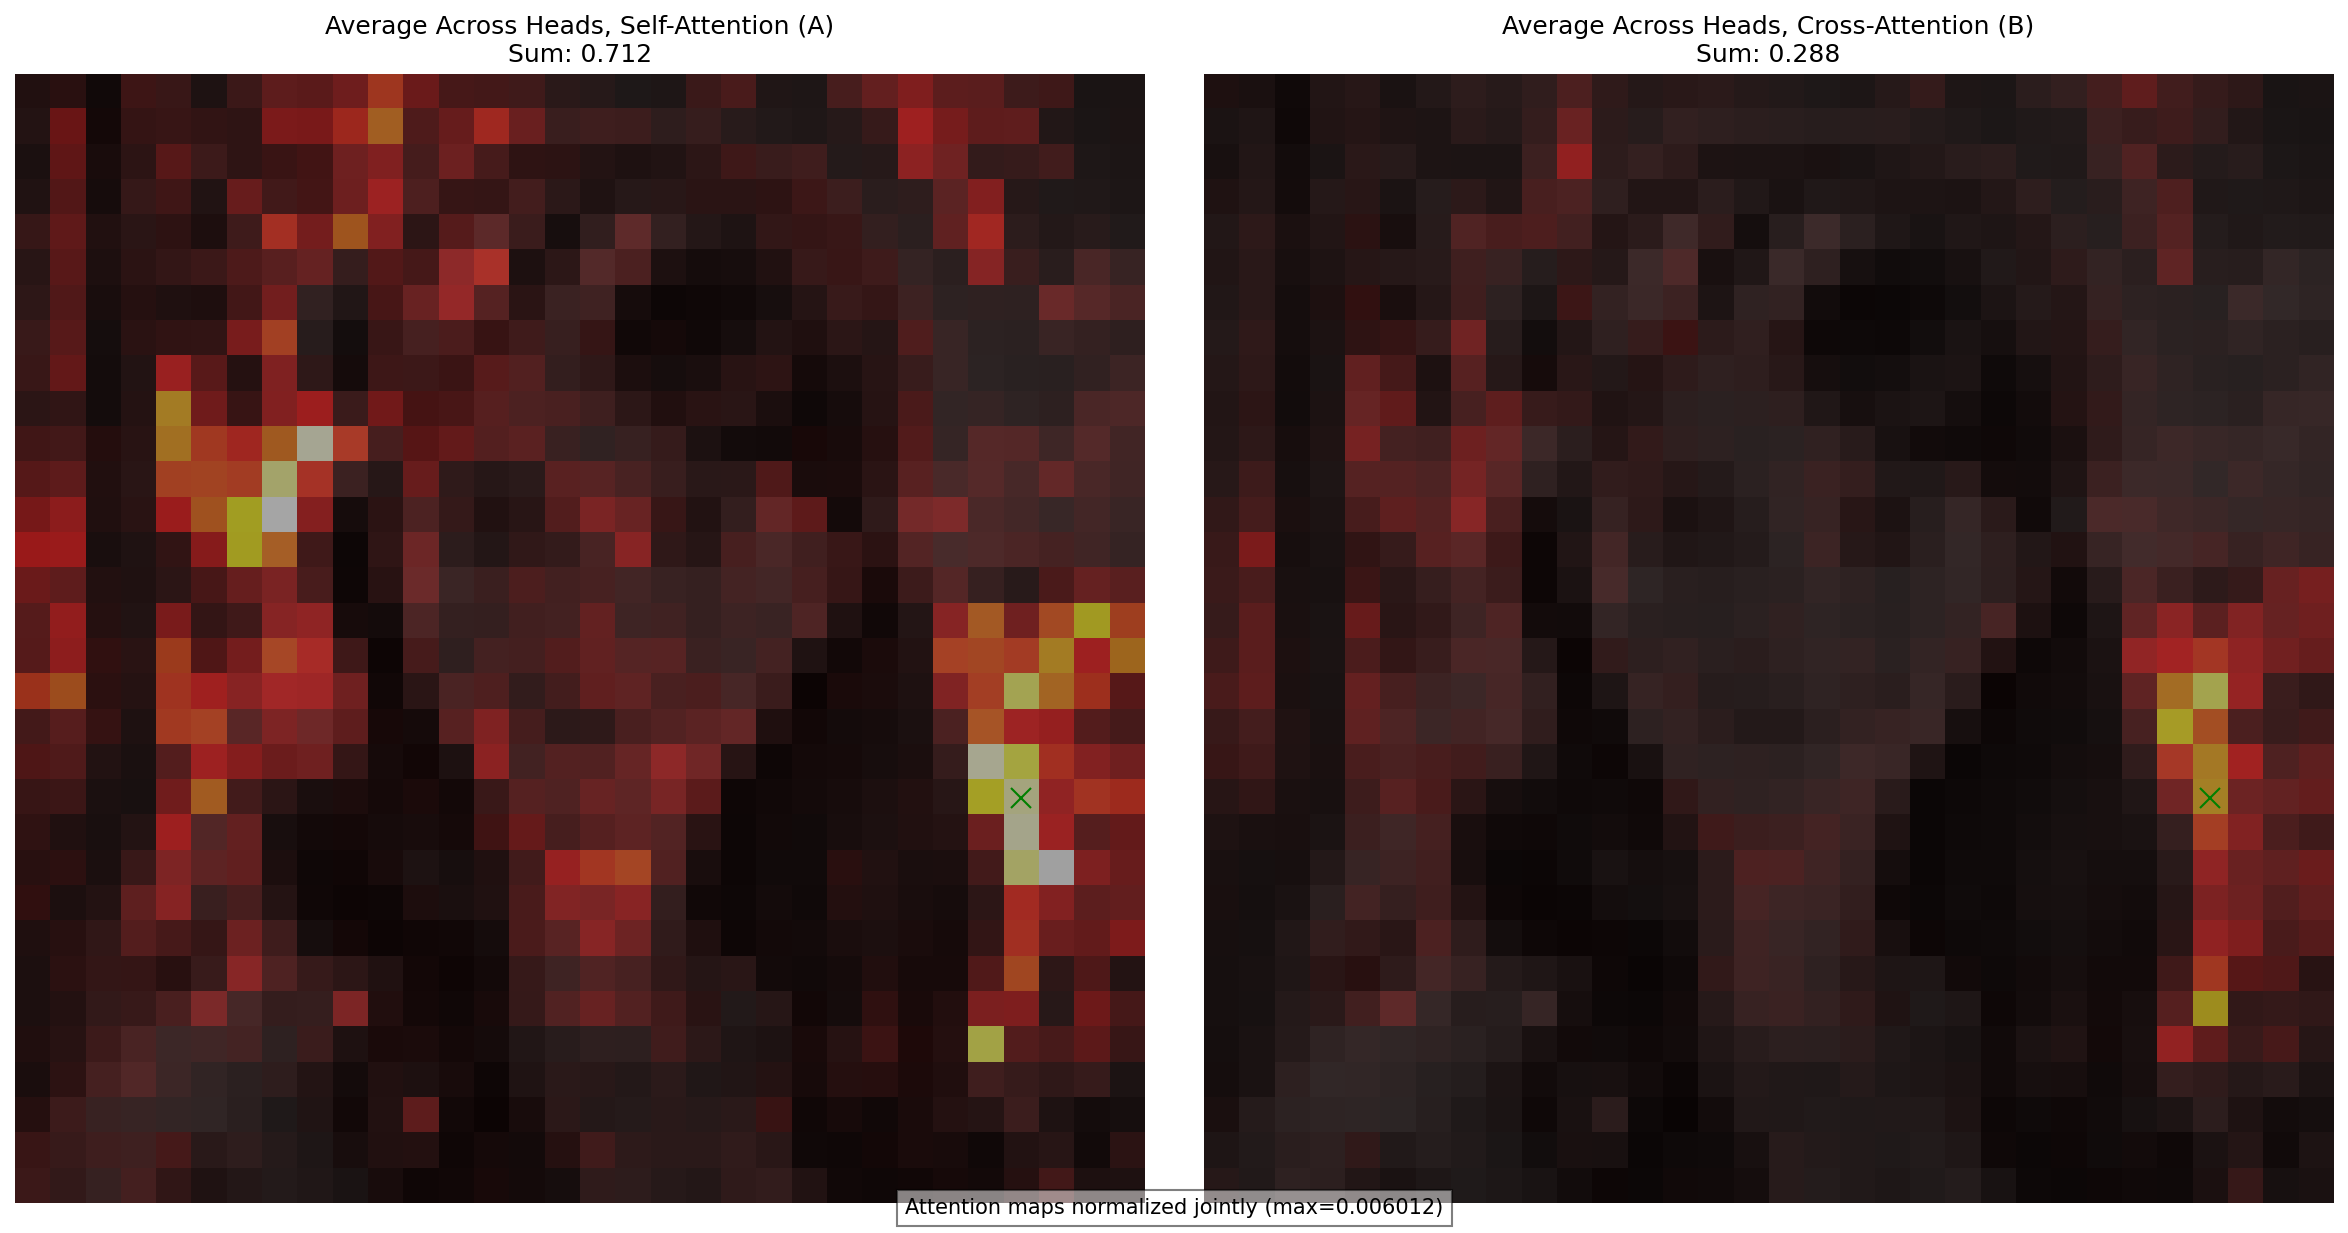 Average Across Heads, Self-Attention (A)
Sum: 0.712
Average Across Heads, Cross-Attention (B)
Sum: 0.288
Attention maps normalized jointly (max=0.006012)